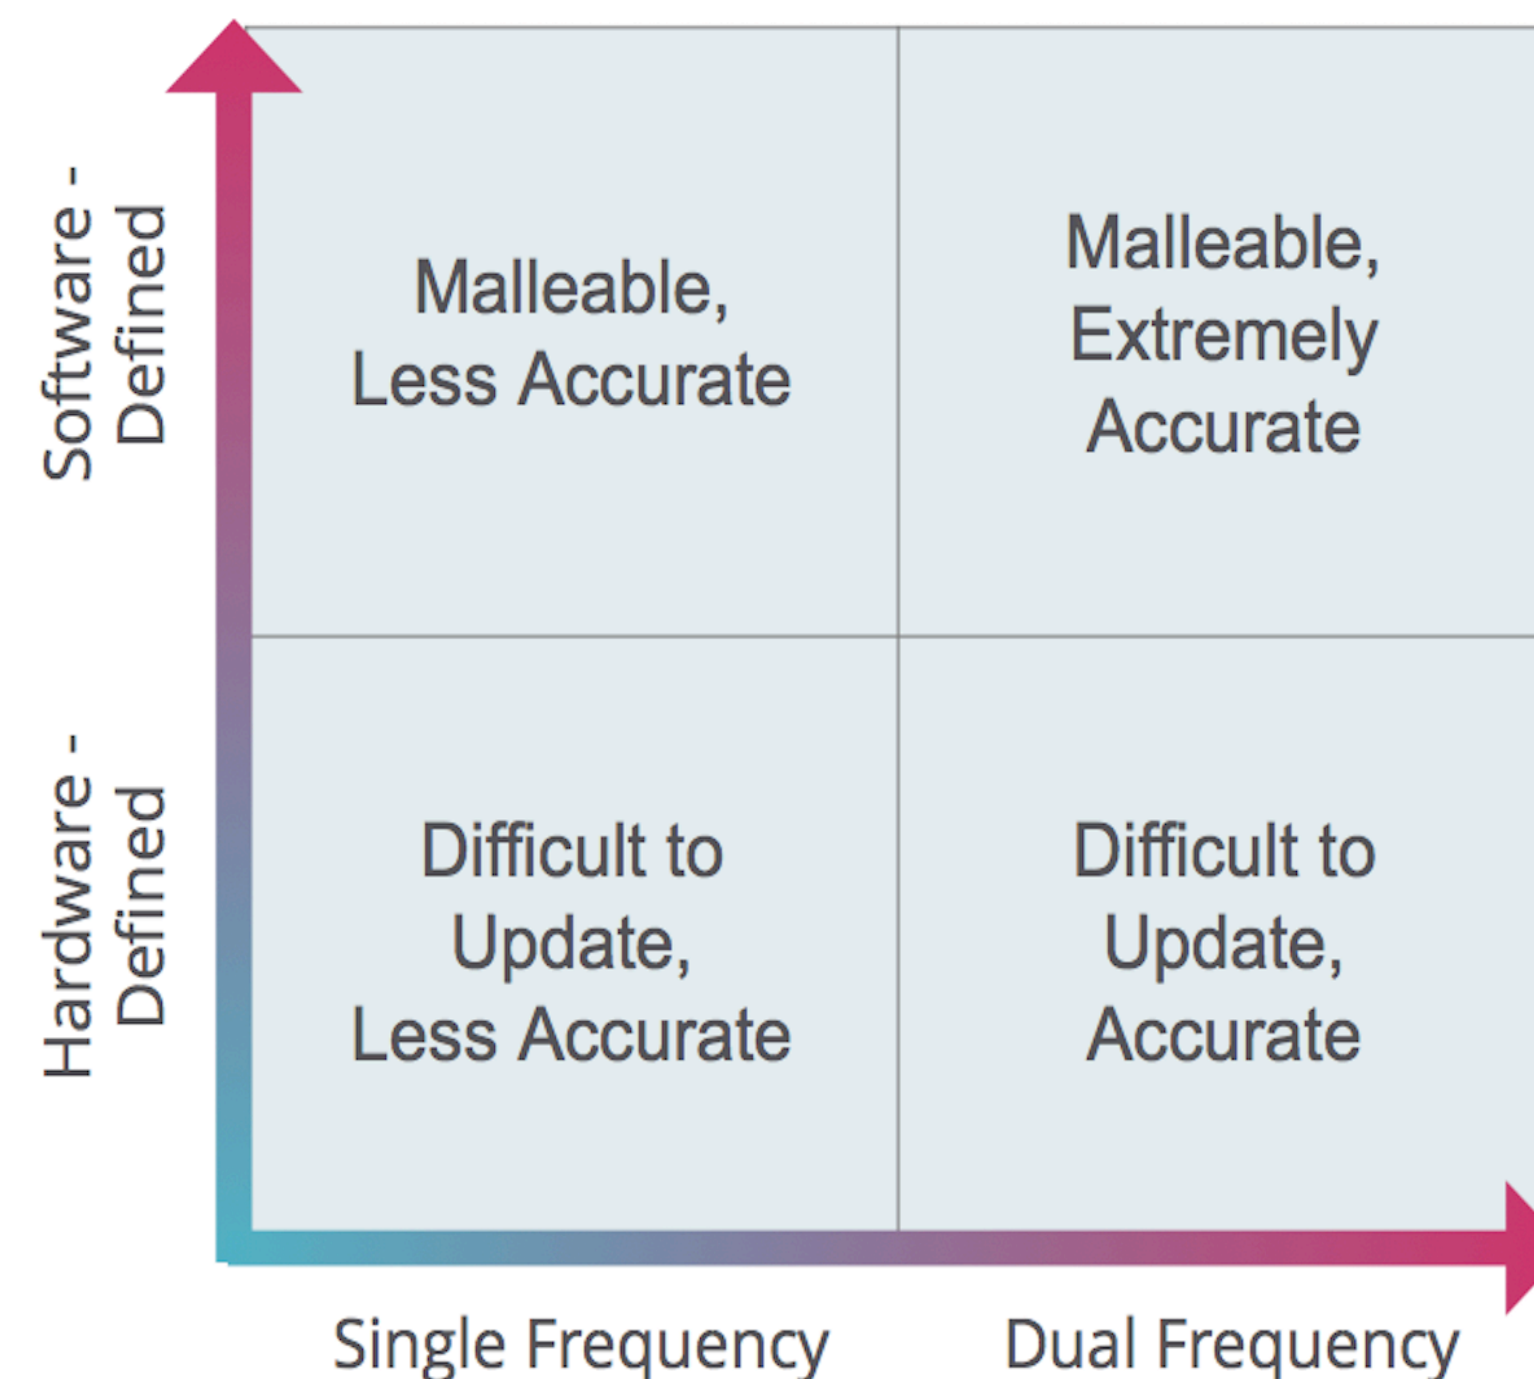 Software -
Defined
Malleable,
Less Accurate
Malleable,
Extremely
Accurate
Hardware -
Defined
Difficult to
Update,
Less Accurate
Difficult to
Update,
Accurate
Single Frequency
Dual Frequency